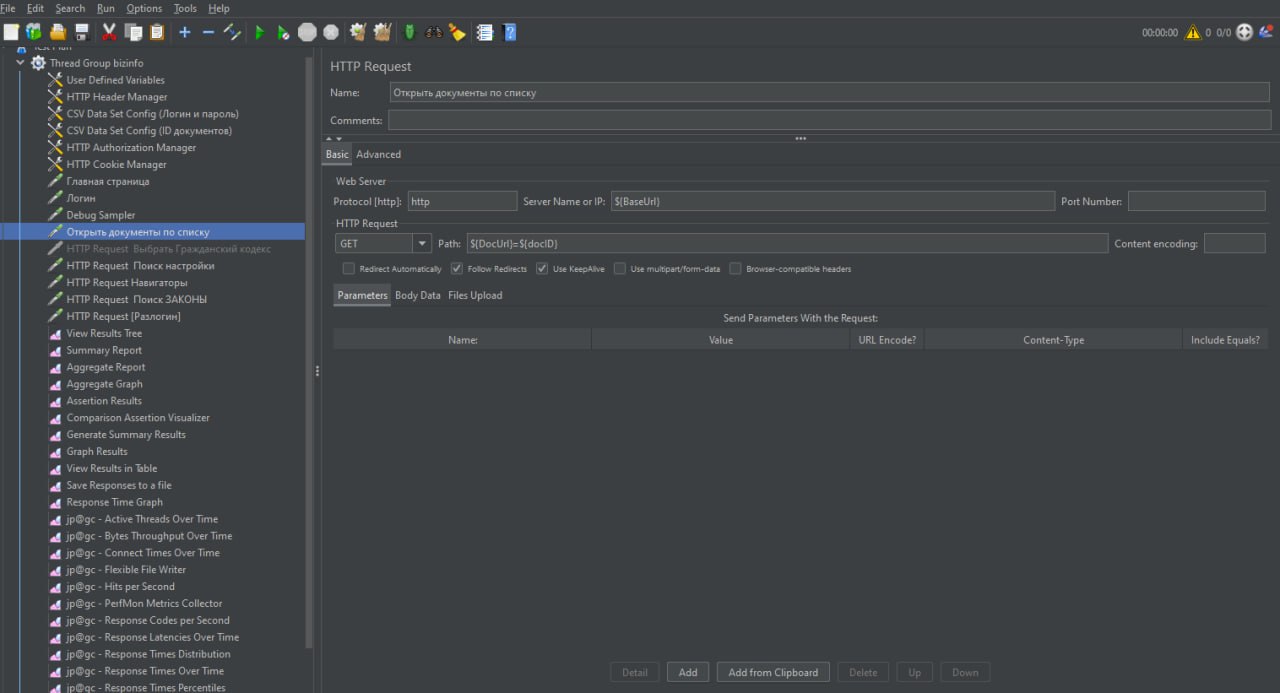 File Edit Search Run Options Tools Help
00:00:00 0 0/0
Test Plan
Thread Group bizinfo
User Defined Variables
HTTP Header Manager
CSV Data Set Config (Логин и пароль)
CSV Data Set Config (ID документов)
HTTP Authorization Manager
HTTP Cookie Manager
Главная страница
Логин
Debug Sampler
Открыть документы по списку
HTTP Request Выбрать Гражданский кодекс
HTTP Request Поиск настройки
HTTP Request Навигаторы
HTTP Request Поиск ЗАКОНЫ
HTTP Request [Разлогин]
View Results Tree
Summary Report
Aggregate Report
Aggregate Graph
Assertion Results
Comparison Assertion Visualizer
Generate Summary Results
Graph Results
View Results in Table
Save Responses to a file
Response Time Graph
jp@gc - Active Threads Over Time
jp@gc - Bytes Throughput Over Time
jp@gc - Connect Times Over Time
jp@gc - Flexible File Writer
jp@gc - Hits per Second
jp@gc - PerfMon Metrics Collector
jp@gc - Response Codes per Second
jp@gc - Response Latencies Over Time
jp@gc - Response Times Distribution
jp@gc - Response Times Over Time
jp@gc - Response Times Percentiles
HTTP Request
Name: Открыть документы по списку
Comments:
Basic Advanced
Web Server
Protocol [http]: http Server Name or IP: ${BaseUrl} Port Number:
HTTP Request
GET Path: ${DocUrl}=${docID} Content encoding:
Redirect Automatically Follow Redirects Use KeepAlive Use multipart/form-data Browser-compatible headers
Parameters Body Data Files Upload
Send Parameters With the Request:
Name: Value URL Encode? Content-Type Include Equals?
Detail Add Add from Clipboard Delete Up Down